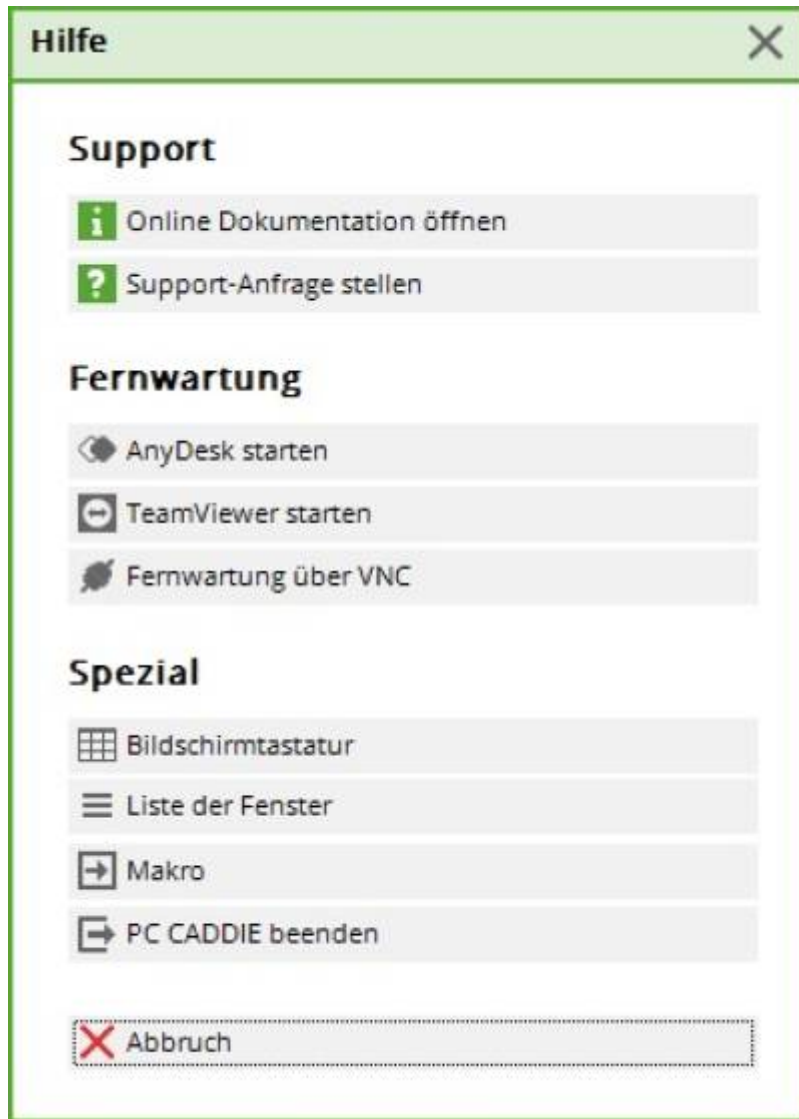 Hilfe
Support
Online Dokumentation öffnen
Support-Anfrage stellen
Fernwartung
AnyDesk starten
TeamViewer starten
Fernwartung über VNC
Spezial
Bildschirmtastatur
Liste der Fenster
Makro
PC CADDIE beenden
Abbruch